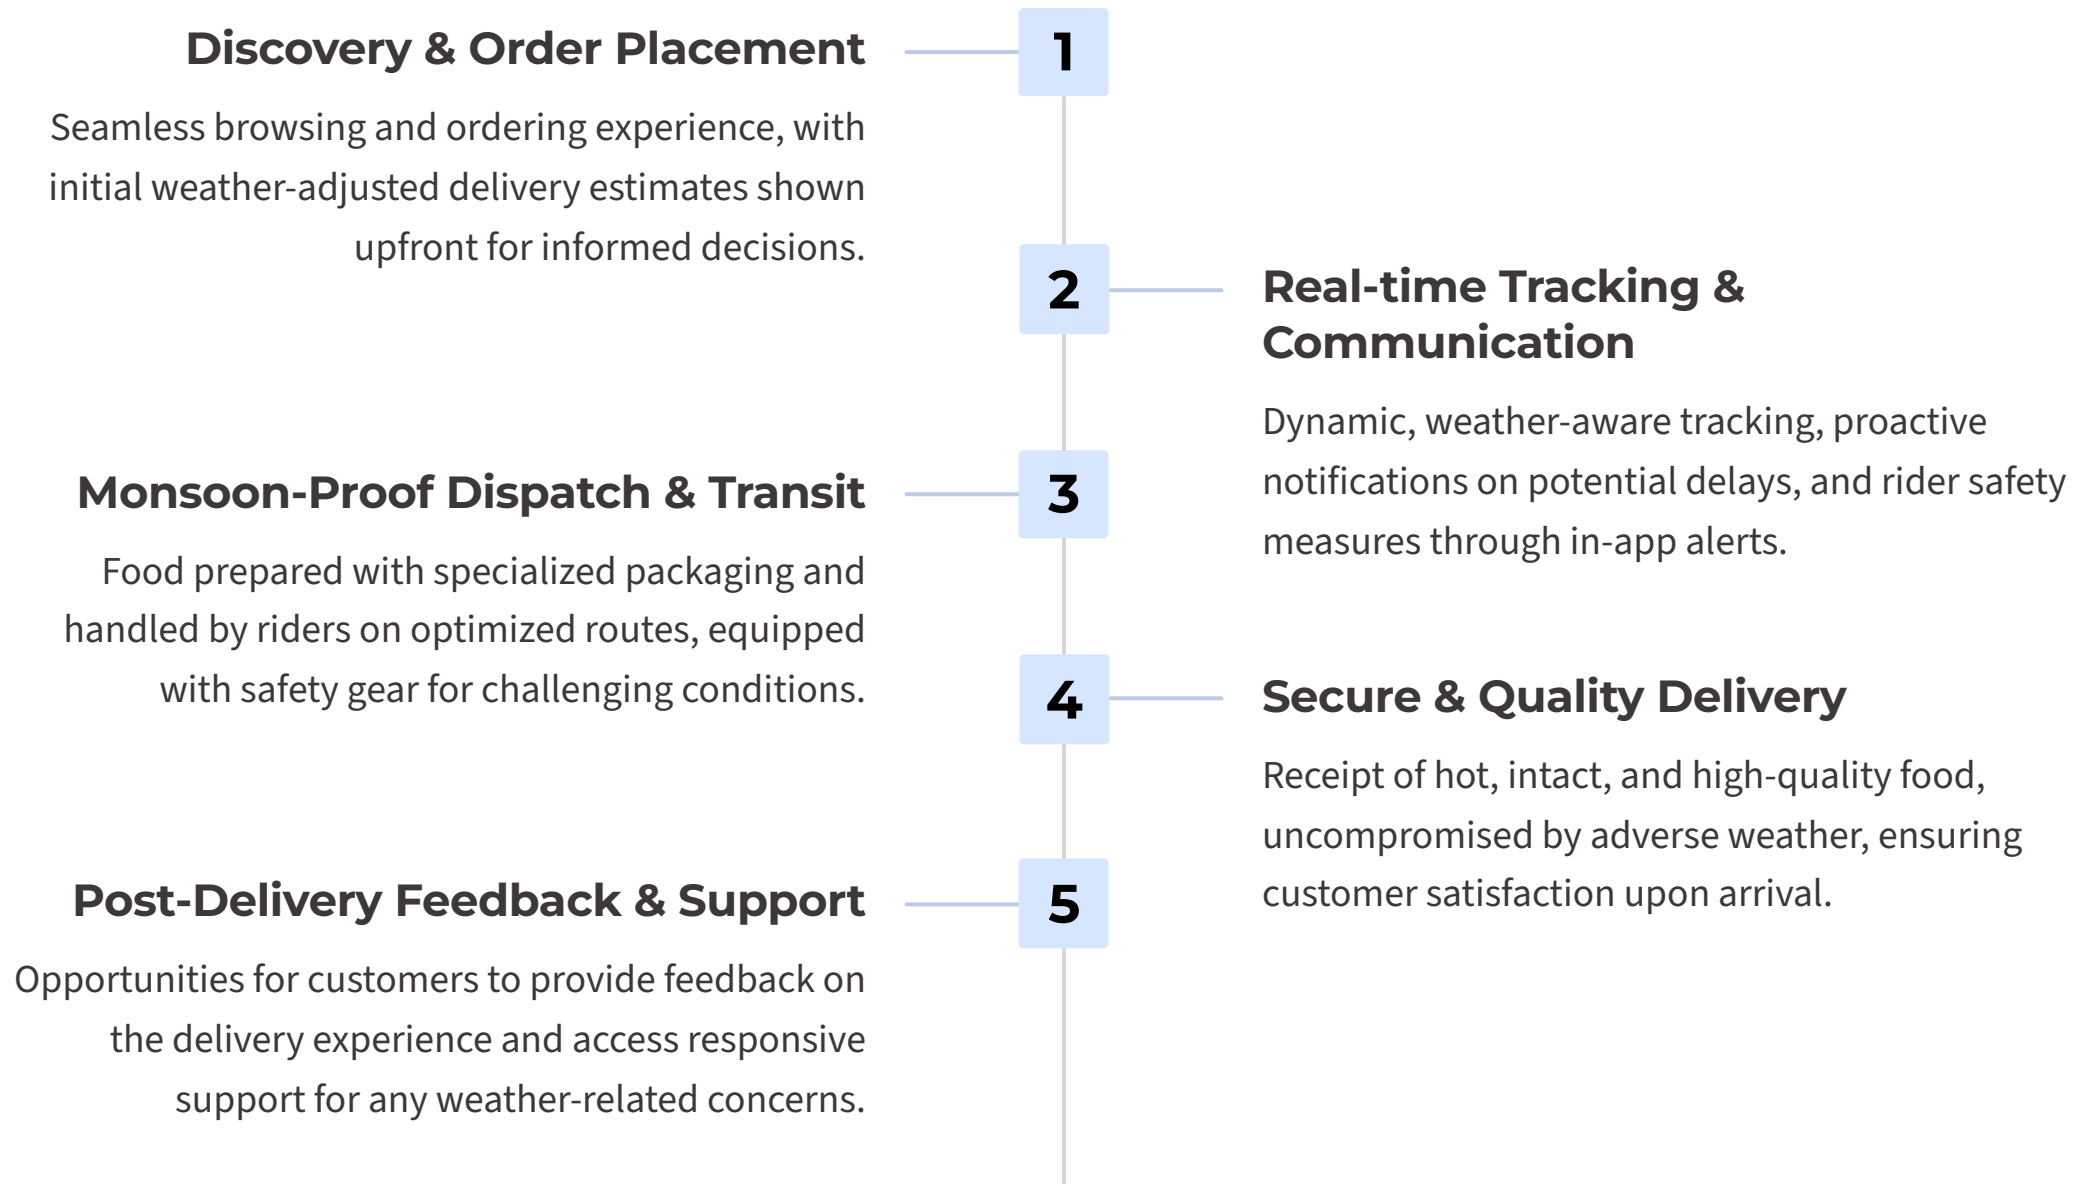 Discovery & Order Placement
1
Seamless browsing and ordering experience, with
initial weather-adjusted delivery estimates shown
upfront for informed decisions.
2
Real-time Tracking &
Communication
Dynamic, weather-aware tracking, proactive
notifications on potential delays, and rider safety
measures through in-app alerts.
Monsoon-Proof Dispatch & Transit
3
Food prepared with specialized packaging and
handled by riders on optimized routes, equipped
with safety gear for challenging conditions.
4
Secure & Quality Delivery
Receipt of hot, intact, and high-quality food,
uncompromised by adverse weather, ensuring
customer satisfaction upon arrival.
Post-Delivery Feedback & Support
5
Opportunities for customers to provide feedback on
the delivery experience and access responsive
support for any weather-related concerns.